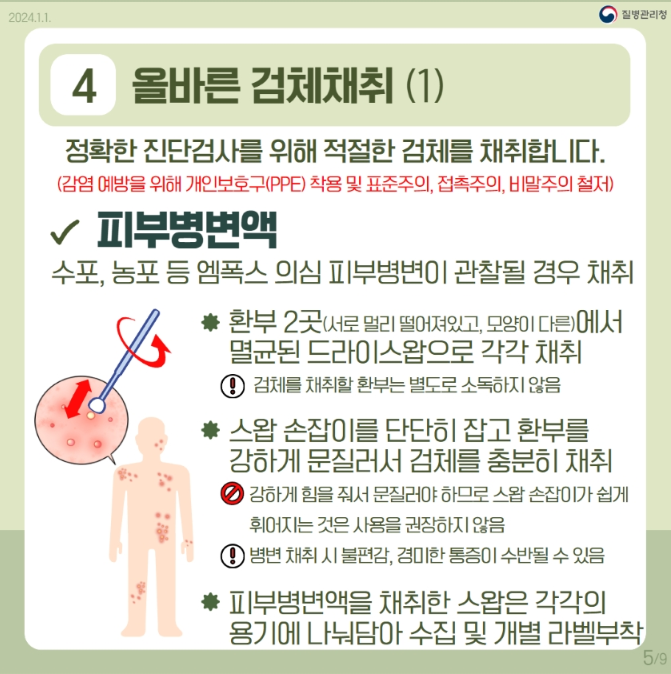 2024.1.1.
질병관리청
4 올바른 검체채취 (1)
정확한 진단검사를 위해 적절한 검체를 채취합니다.
(감염 예방을 위해 개인보호구(PPE) 착용 및 표준주의, 접촉주의, 비말주의 철저)
✓ 피부병변액
수포, 농포 등 엠폭스 의심 피부병변이 관찰될 경우 채취
환부 2곳(서로 멀리 떨어져있고, 모양이 다른)에서
멸균된 드라이스왑으로 각각 채취
검체를 채취할 환부는 별도로 소독하지 않음
스왑 손잡이를 단단히 잡고 환부를
강하게 문질러서 검체를 충분히 채취
강하게 힘을 줘서 문질러야 하므로 스왑 손잡이가 쉽게
휘어지는 것은 사용을 권장하지 않음
병변 채취 시 불편감, 경미한 통증이 수반될 수 있음
피부병변액을 채취한 스왑은 각각의
용기에 나눠담아 수집 및 개별 라벨부착
5/9